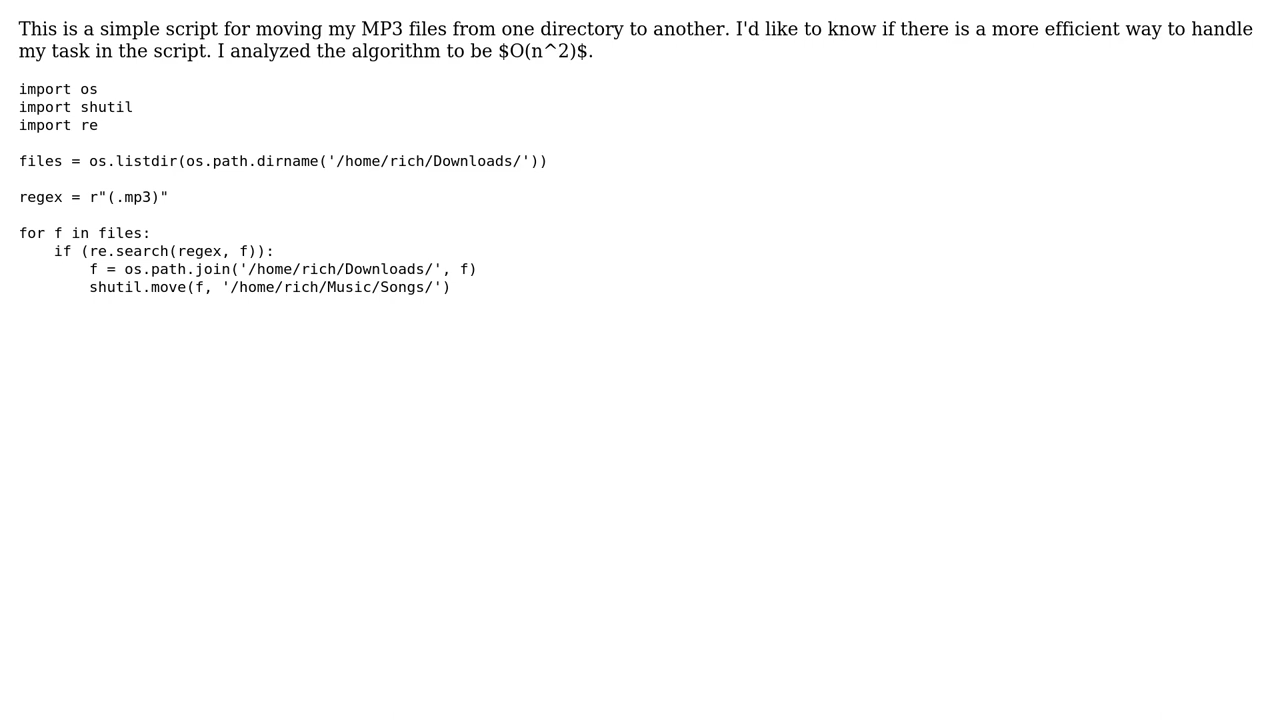 This is a simple script for moving my MP3 files from one directory to another. I'd like to know if there is a more efficient way to handle
my task in the script. I analyzed the algorithm to be $O(n^2)$.
import os
import shutil
import re
files = os.listdir(os.path.dirname('/home/rich/Downloads/'))
regex = r"(.mp3)"
for f in files:
    if (re.search(regex, f)):
        f = os.path.join('/home/rich/Downloads/', f)
        shutil.move(f, '/home/rich/Music/Songs/')